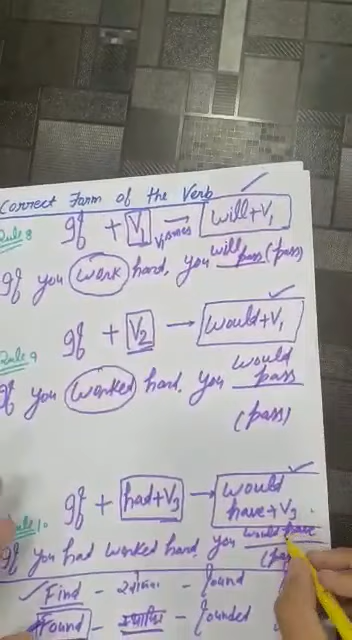 Correct Form of the Verb
Rule 8
If + V1 → will + V1
V1 s/es
If you work hard, you will pass (pass)
Rule 9
If + V2 → would + V1
If you worked hard, you would pass
(pass)
Rule 10
If + had + V3 → would have + V3.
If you had worked hard, you would have
Find - - found
Found - - founded